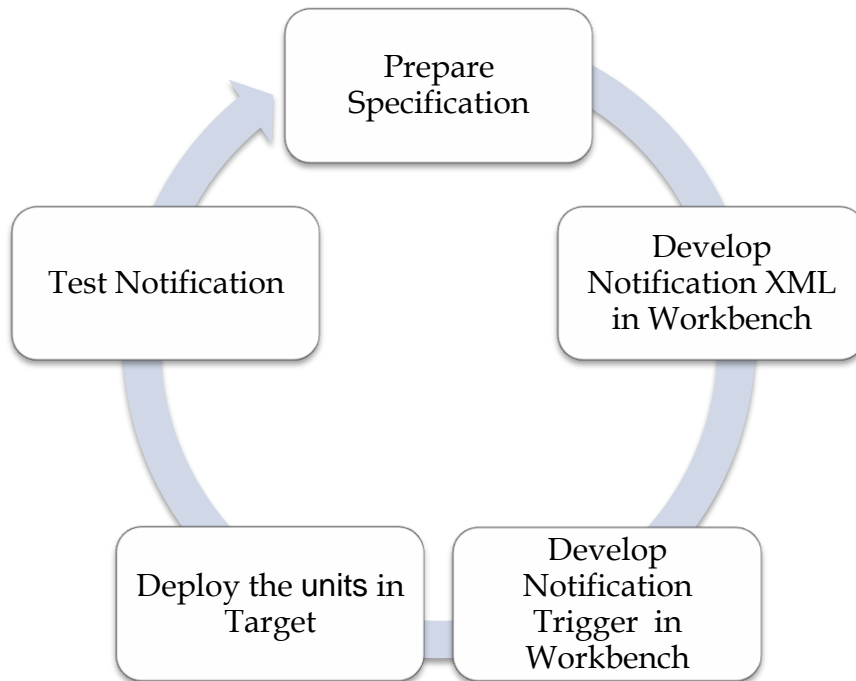 Prepare
Specification
Develop
Notification XML
in Workbench
Develop
Notification
Trigger in
Workbench
Deploy the units in
Target
Test Notification